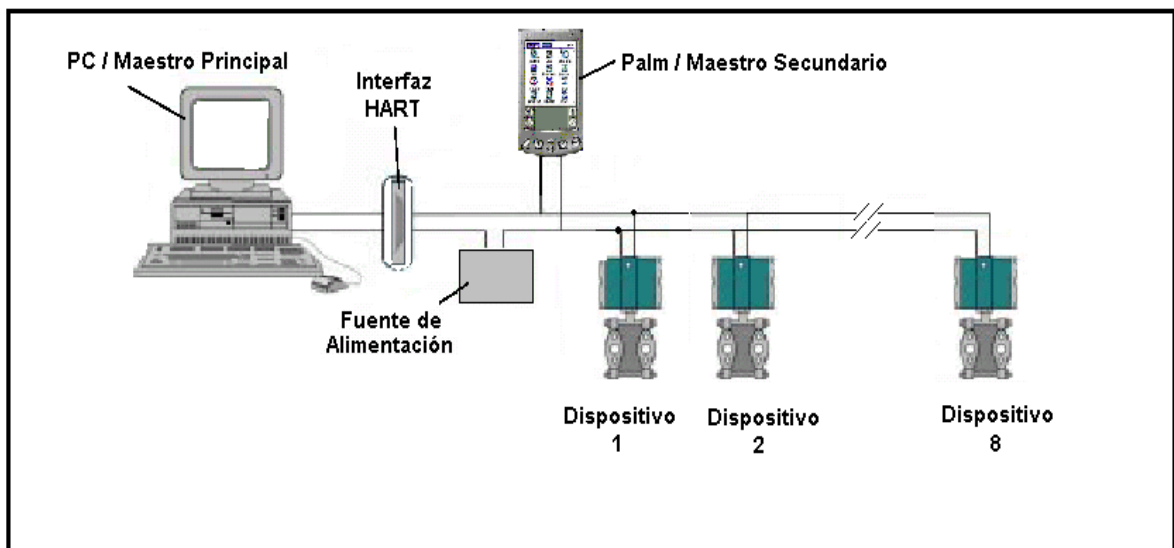 PC / Maestro Principal
Interfaz
HART
Palm / Maestro Secundario
Fuente de
Alimentación
Dispositivo
1
Dispositivo
2
Dispositivo
8